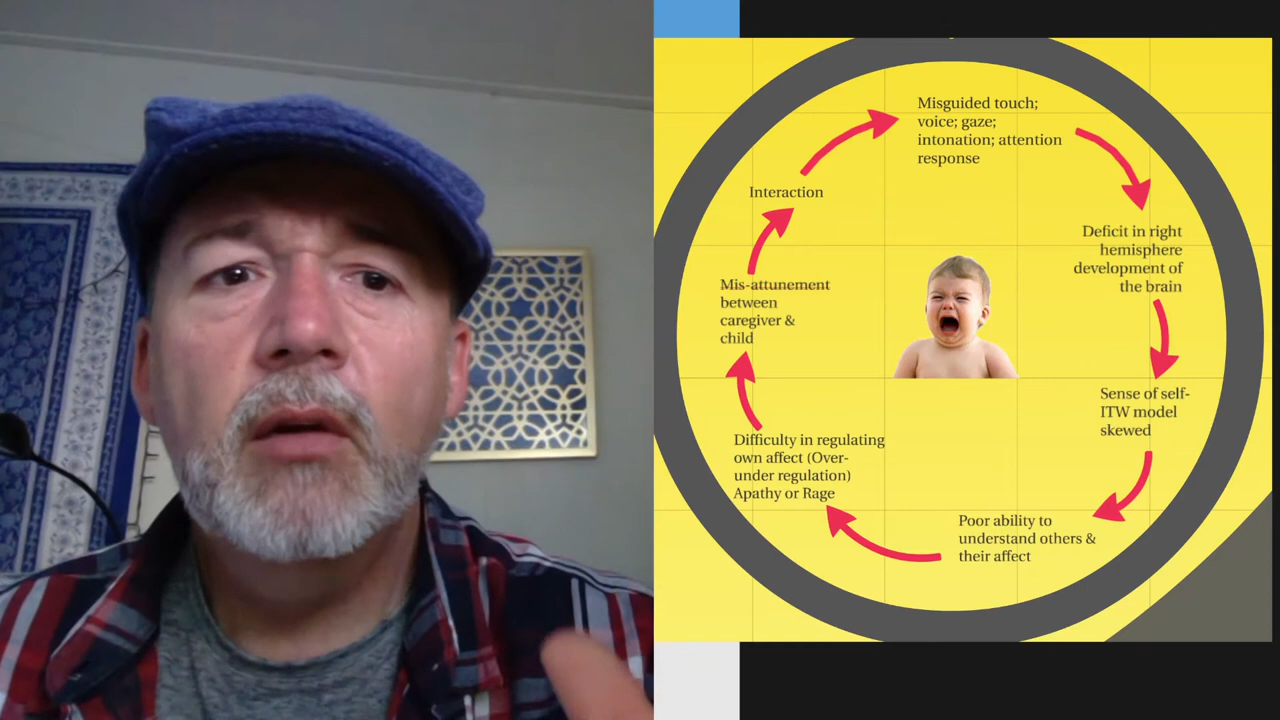 Misguided touch;
voice; gaze;
intonation; attention
response
Deficit in right
hemisphere
development of
the brain
Sense of self-
ITW model
skewed
Poor ability to
understand others &
their affect
Difficulty in regulating
own affect (Over-
under regulation)
Apathy or Rage
Mis-attunement
between
caregiver &
child
Interaction